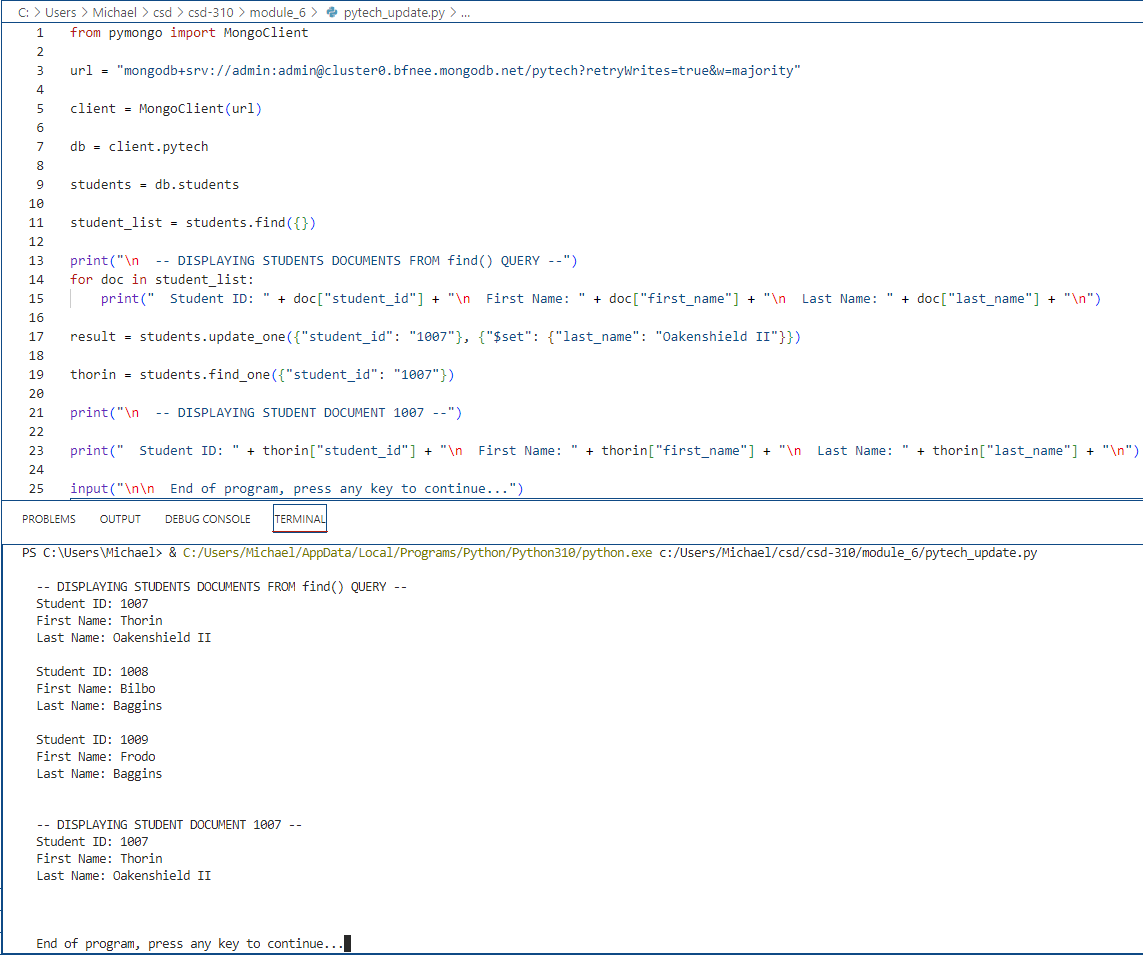 C: > Users > Michael > csd > csd-310 > module_6 > pytech_update.py > ...
1 from pymongo import MongoClient
2
3 url = "mongodb+srv://admin:admin@cluster0.bfnee.mongodb.net/pytech?retryWrites=true&w=majority"
4
5 client = MongoClient(url)
6
7 db = client.pytech
8
9 students = db.students
10
11 student_list = students.find({})
12
13 print("\n  -- DISPLAYING STUDENTS DOCUMENTS FROM find() QUERY --")
14 for doc in student_list:
15     print("  Student ID: " + doc["student_id"] + "\n  First Name: " + doc["first_name"] + "\n  Last Name: " + doc["last_name"] + "\n")
16
17 result = students.update_one({"student_id": "1007"}, {"$set": {"last_name": "Oakenshield II"}})
18
19 thorin = students.find_one({"student_id": "1007"})
20
21 print("\n  -- DISPLAYING STUDENT DOCUMENT 1007 --")
22
23 print("  Student ID: " + thorin["student_id"] + "\n  First Name: " + thorin["first_name"] + "\n  Last Name: " + thorin["last_name"] + "\n")
24
25 input("\n\n  End of program, press any key to continue...")
PROBLEMS OUTPUT DEBUG CONSOLE TERMINAL
PS C:\Users\Michael> & C:/Users/Michael/AppData/Local/Programs/Python/Python310/python.exe c:/Users/Michael/csd/csd-310/module_6/pytech_update.py
-- DISPLAYING STUDENTS DOCUMENTS FROM find() QUERY --
Student ID: 1007
First Name: Thorin
Last Name: Oakenshield II
Student ID: 1008
First Name: Bilbo
Last Name: Baggins
Student ID: 1009
First Name: Frodo
Last Name: Baggins
-- DISPLAYING STUDENT DOCUMENT 1007 --
Student ID: 1007
First Name: Thorin
Last Name: Oakenshield II
End of program, press any key to continue...